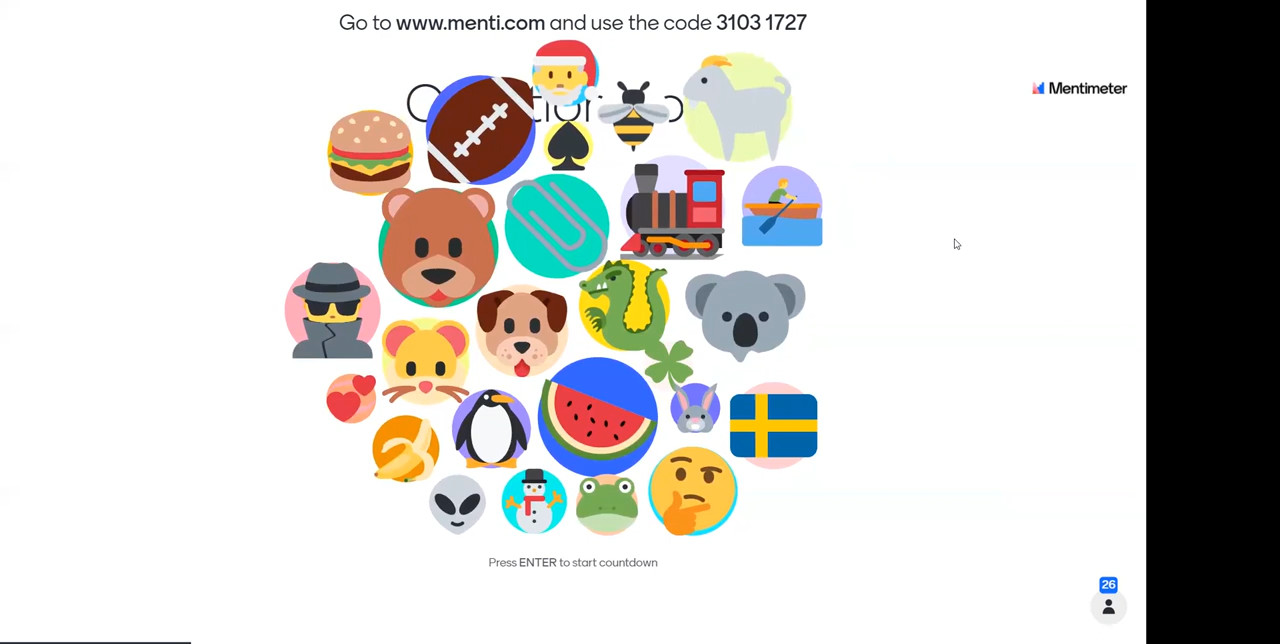 Go to www.menti.com and use the code 3103 1727
Mentimeter
Press ENTER to start countdown
26